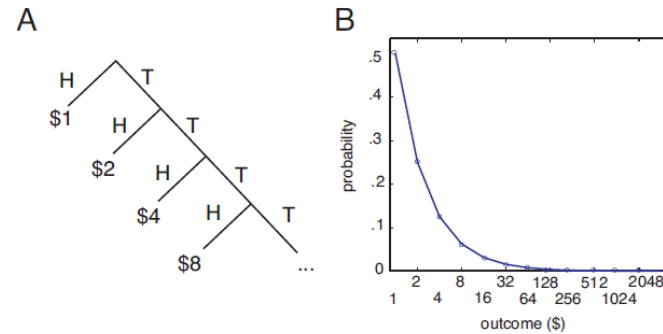 A
H T
$1
H T
$2
H T
$4
H T
$8
...
B
probability
.5
.3
.2
.1
0
2 8 32 128 512 2048
1 4 16 64 256 1024
outcome ($)